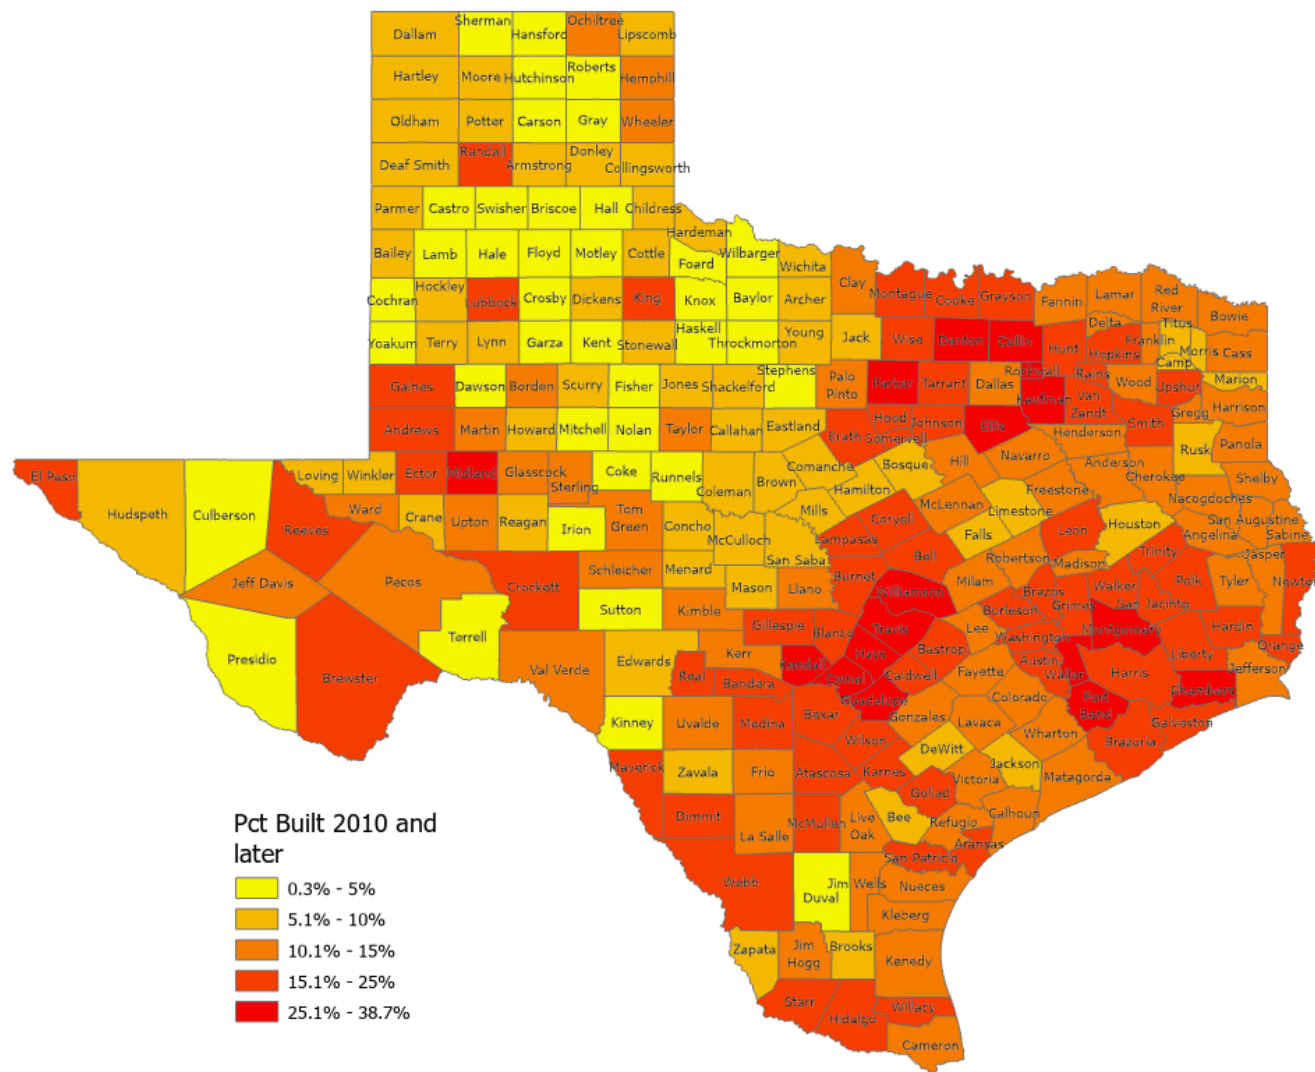 Dallam
Sherman
Hansford
Ochiltree
Lipscomb
Hartley
Moore
Hutchinson
Roberts
Hemphill
Oldham
Potter
Carson
Gray
Wheeler
Deaf Smith
Randall
Armstrong
Donley
Collingsworth
Parmer
Castro
Swisher
Briscoe
Hall
Childress
Hardeman
Bailey
Lamb
Hale
Floyd
Motley
Cottle
Foard
Wilbarger
Wichita
Clay
Montague
Cooke
Grayson
Fannin
Lamar
Red
River
Bowie
Cochran
Hockley
Lubbock
Crosby
Dickens
King
Knox
Baylor
Archer
Delta
Titus
Yoakum
Terry
Lynn
Garza
Kent
Stonewall
Haskell
Throckmorton
Young
Jack
Wise
Denton
Collin
Hunt
Hopkins
Franklin
Morris
Cass
Camp
Gaines
Dawson
Borden
Scurry
Fisher
Jones
Shackelford
Stephens
Palo
Pinto
Parker
Tarrant
Dallas
Rockwall
Kaufman
Rains
Van
Zandt
Wood
Upshur
Marion
Gregg
Harrison
Andrews
Martin
Howard
Mitchell
Nolan
Taylor
Callahan
Eastland
Erath
Hood
Somervell
Johnson
Ellis
Henderson
Smith
Rusk
Panola
El Paso
Hudspeth
Culberson
Reeves
Loving
Winkler
Ector
Midland
Glasscock
Sterling
Coke
Runnels
Coleman
Brown
Comanche
Hamilton
Bosque
Hill
Navarro
Anderson
Cherokee
Shelby
Nacogdoches
Ward
Crane
Upton
Reagan
Irion
Tom
Green
Concho
McCulloch
Mills
San Saba
Lampasas
Coryell
McLennan
Limestone
Freestone
Falls
Leon
Houston
Angelina
San Augustine
Sabine
Jeff Davis
Pecos
Crockett
Schleicher
Menard
Mason
Llano
Burnet
Bell
Milam
Robertson
Madison
Trinity
Walker
Polk
Tyler
Jasper
Newton
Presidio
Brewster
Terrell
Sutton
Kimble
Gillespie
Blanco
Williamson
Travis
Burleson
Brazos
Grimes
San Jacinto
Montgomery
Liberty
Hardin
Orange
Val Verde
Edwards
Kerr
Real
Bandera
Kendall
Hays
Comal
Guadalupe
Caldwell
Bastrop
Lee
Washington
Austin
Waller
Fayette
Harris
Chambers
Jefferson
Kinney
Uvalde
Medina
Bexar
Wilson
Gonzales
Lavaca
Colorado
Fort
Bend
Wharton
Brazoria
Galveston
Maverick
Zavala
Frio
Atascosa
Karnes
DeWitt
Jackson
Victoria
Matagorda
Goliad
Calhoun
Dimmit
La Salle
McMullen
Live
Oak
Bee
Refugio
Aransas
San Patricio
Webb
Duval
Jim Wells
Nueces
Kleberg
Zapata
Jim
Hogg
Brooks
Kenedy
Starr
Hidalgo
Willacy
Cameron
Pct Built 2010 and
later
0.3% - 5%
5.1% - 10%
10.1% - 15%
15.1% - 25%
25.1% - 38.7%